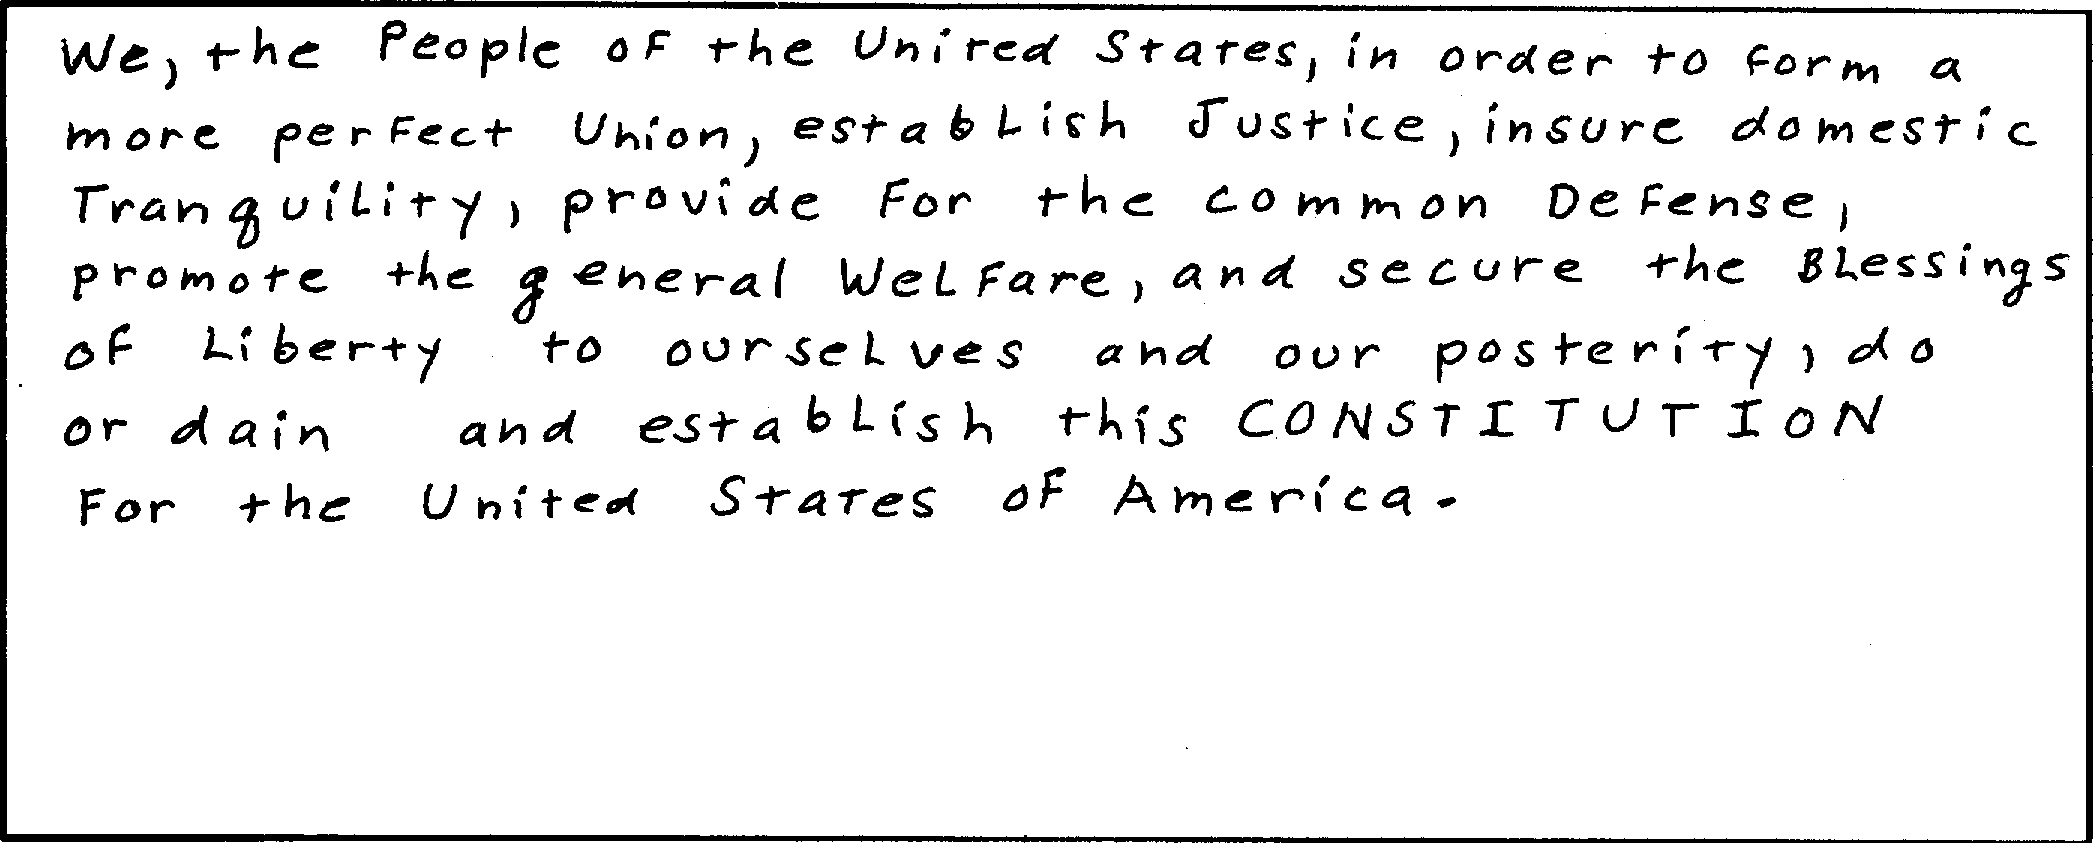 We, the People of the United States, in order to form a
more perfect Union, establish Justice, insure domestic
Tranquility, provide for the common Defense,
promote the general Welfare, and secure the Blessings
of Liberty to ourselves and our posterity, do
ordain and establish this CONSTITUTION
for the United States of America.